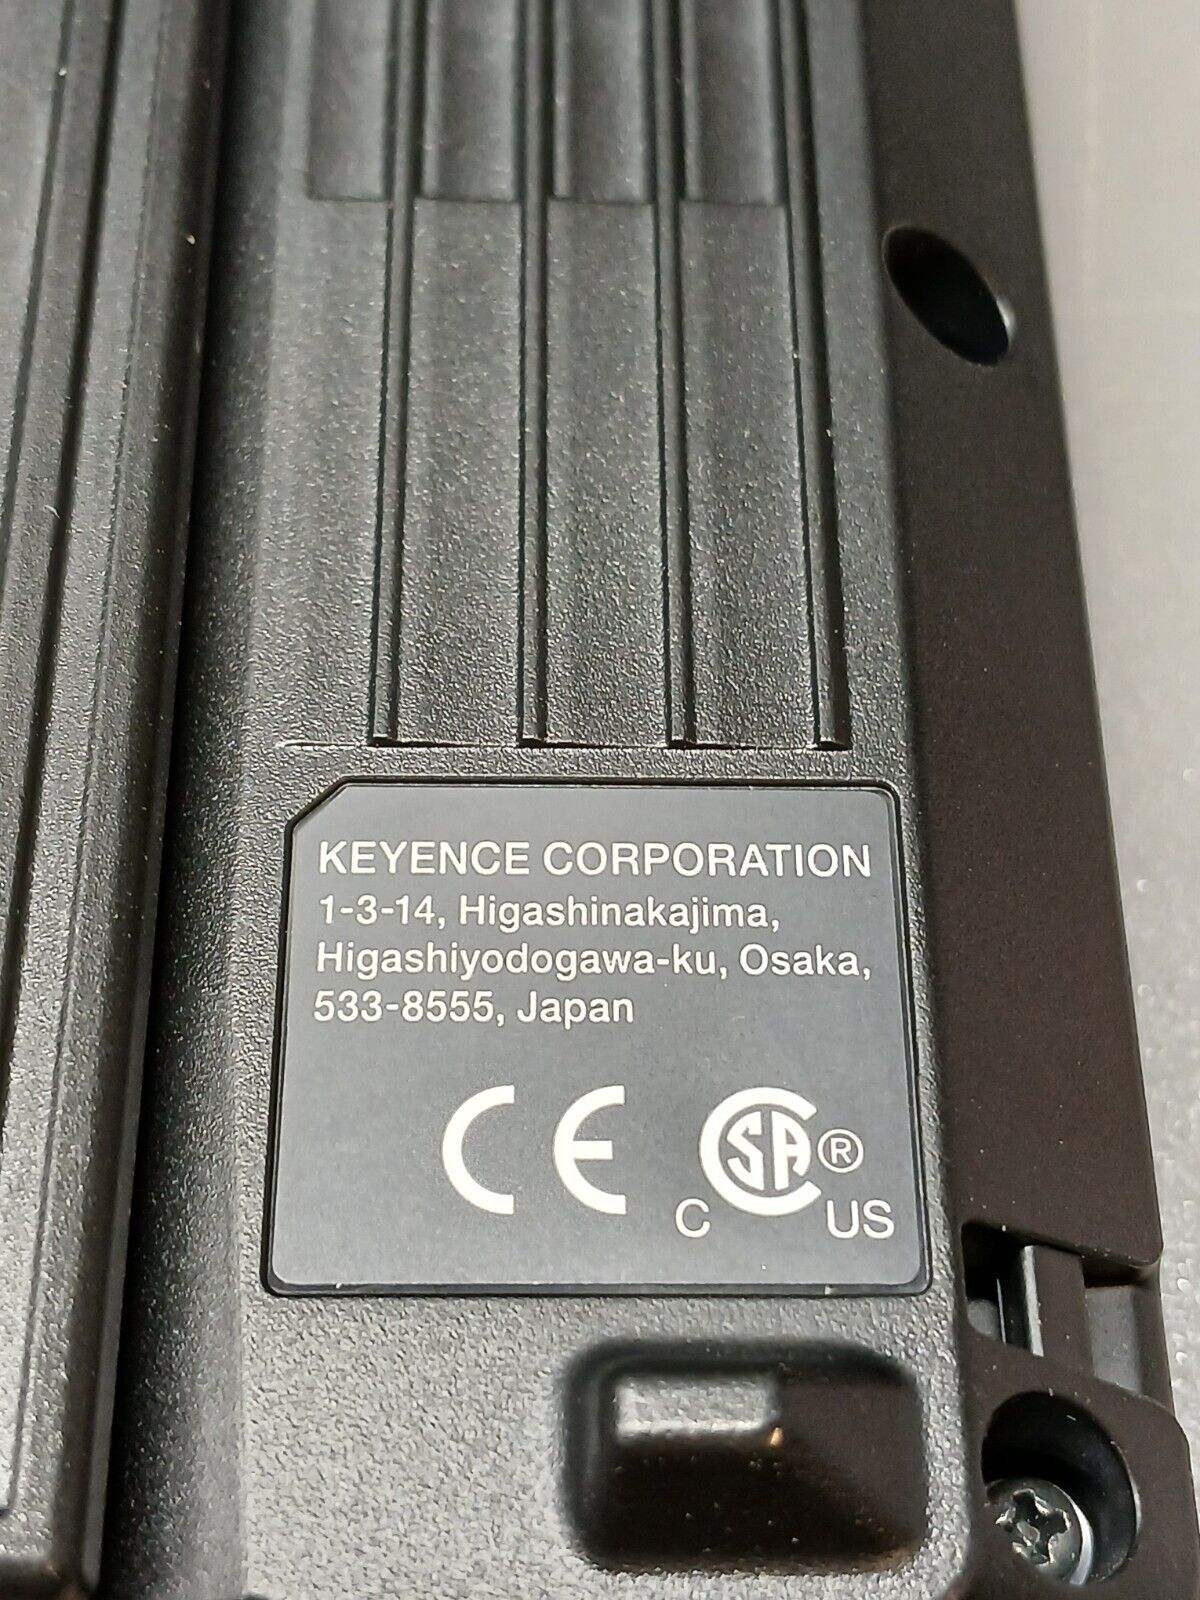 KEYENCE CORPORATION
1-3-14, Higashinakajima,
Higashiyodogawa-ku, Osaka,
533-8555, Japan
CE
C SA ®
C US